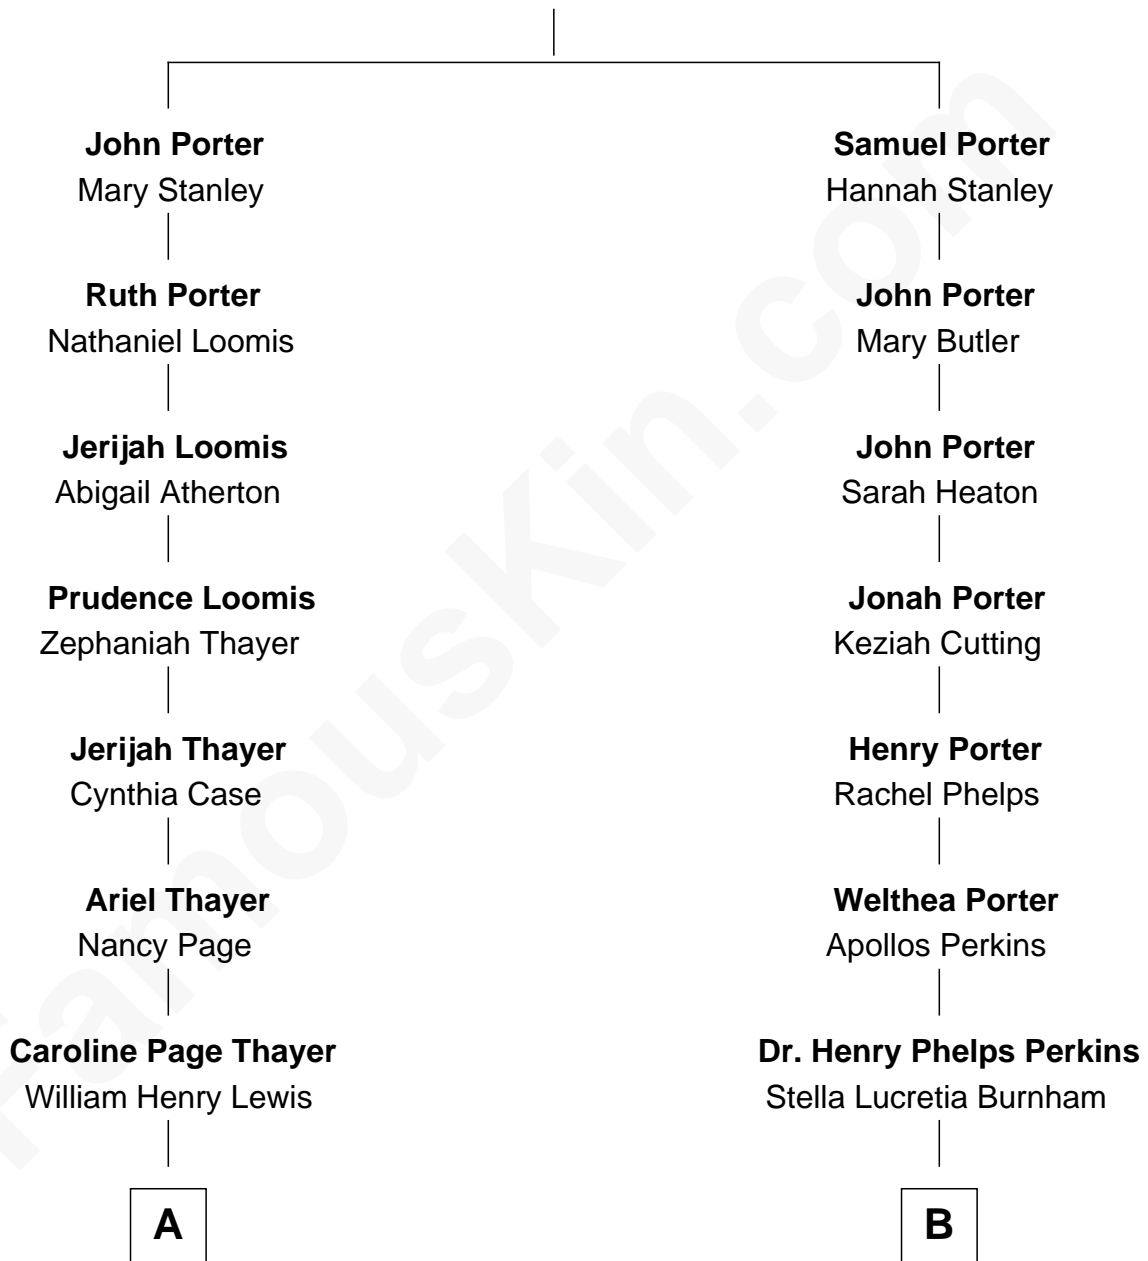 John Porter
Mary Stanley
Ruth Porter
Nathaniel Loomis
Jerijah Loomis
Abigail Atherton
Prudence Loomis
Zephaniah Thayer
Jerijah Thayer
Cynthia Case
Ariel Thayer
Nancy Page
Caroline Page Thayer
William Henry Lewis
A
Samuel Porter
Hannah Stanley
John Porter
Mary Butler
John Porter
Sarah Heaton
Jonah Porter
Keziah Cutting
Henry Porter
Rachel Phelps
Welthea Porter
Apollos Perkins
Dr. Henry Phelps Perkins
Stella Lucretia Burnham
B
FamousKin.com